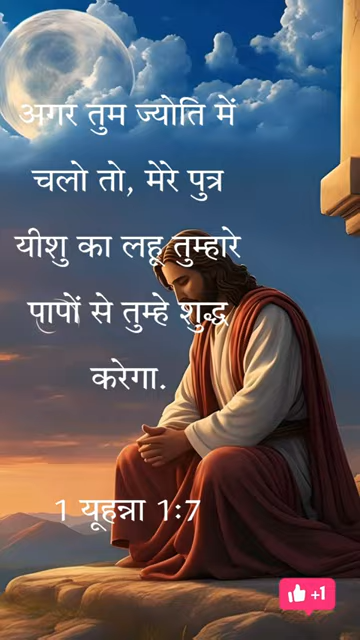 अगर तुम ज्योति में
चलो तो, मेरे पुत्र
यीशु का लहू तुम्हारे
पापों से तुम्हे शुद्ध
करेगा.
1 यूहन्ना 1:7
+1